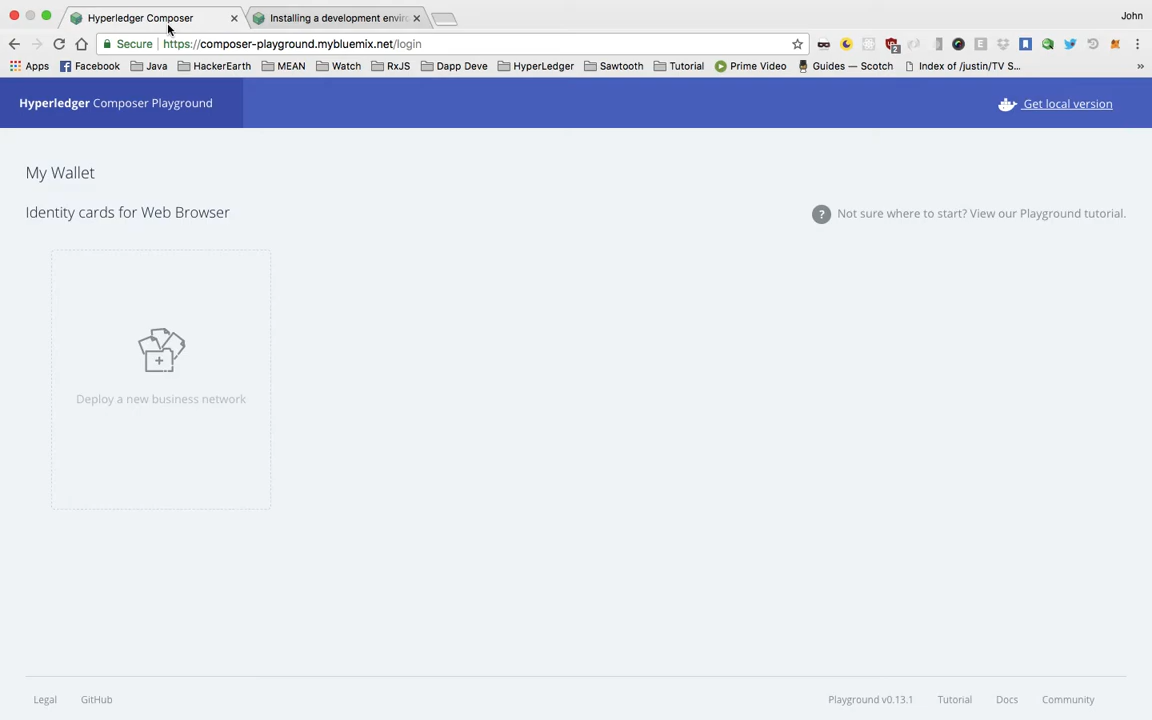 Hyperledger Composer
Installing a development enviro
John
Secure
https://composer-playground.mybluemix.net/login
2
Apps
Facebook
Java
HackerEarth
MEAN
Watch
RxJS
Dapp Deve
HyperLedger
Sawtooth
Tutorial
Prime Video
Guides — Scotch
Index of /justin/TV S...
»
Hyperledger Composer Playground
Get local version
My Wallet
Identity cards for Web Browser
? Not sure where to start? View our Playground tutorial.
Deploy a new business network
Legal
GitHub
Playground v0.13.1
Tutorial
Docs
Community